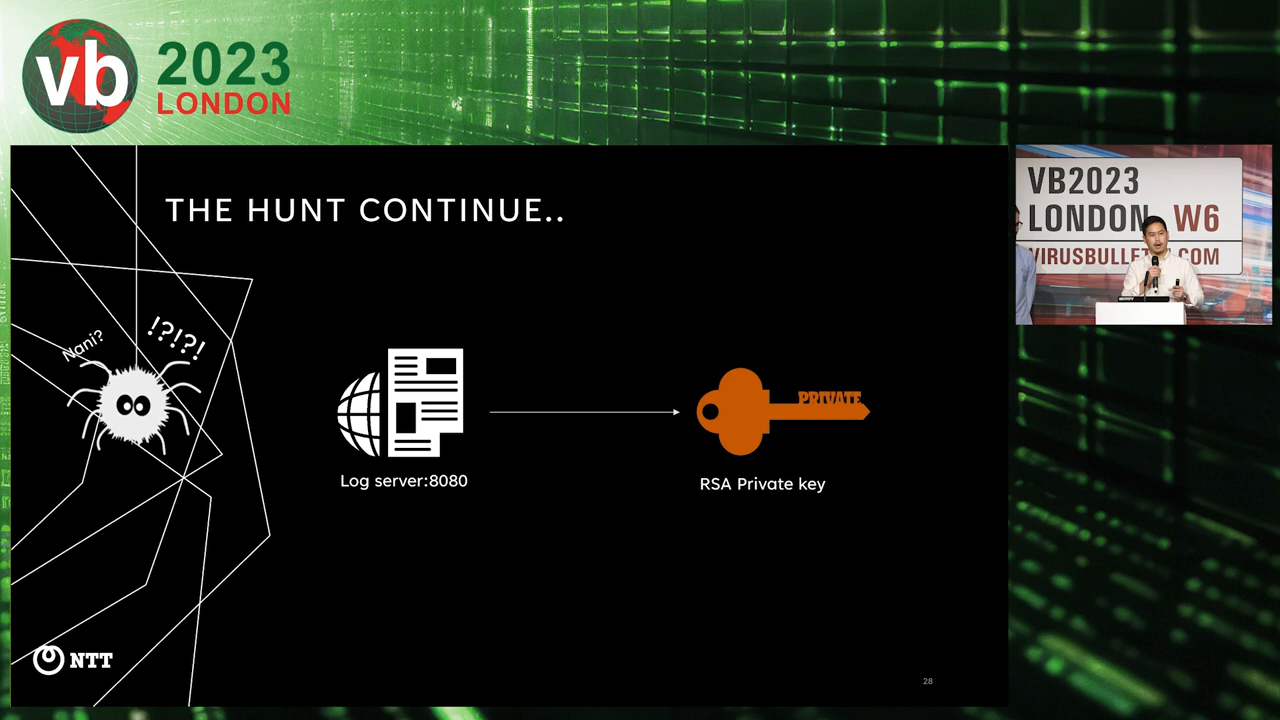 vb 2023
LONDON
THE HUNT CONTINUE..
Nani?
!?!?!
Log server:8080
PRIVATE
RSA Private key
NTT
28
VB2023
LONDON W6
VIRUSBULLET .COM